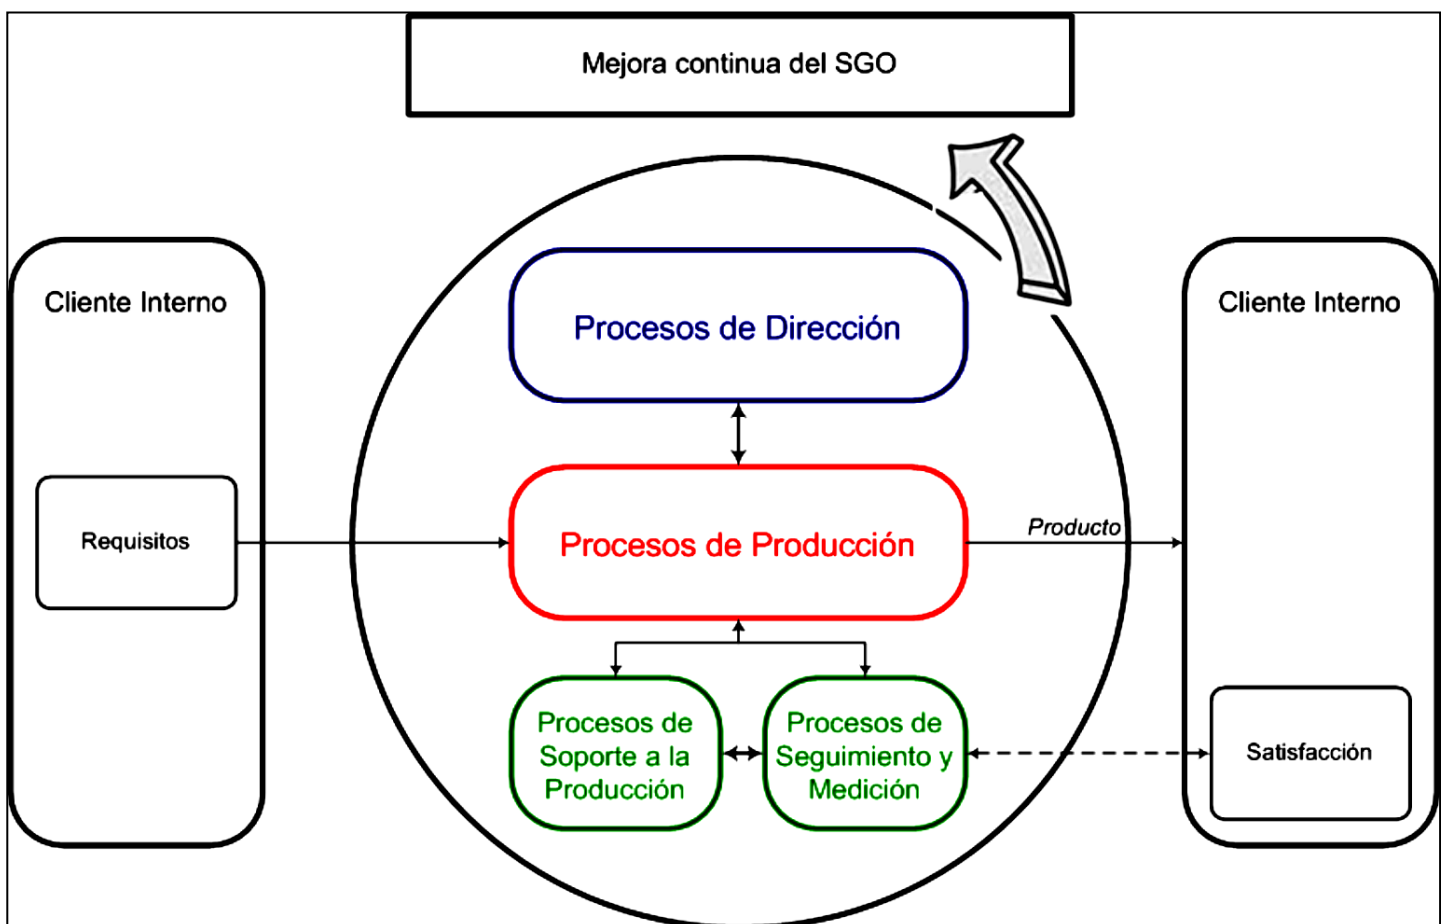 Mejora continua del SGO
Cliente Interno
Procesos de Dirección
Cliente Interno
Requisitos
Procesos de Producción
Producto
Procesos de
Soporte a la
Producción
Procesos de
Seguimiento y
Medición
Satisfacción